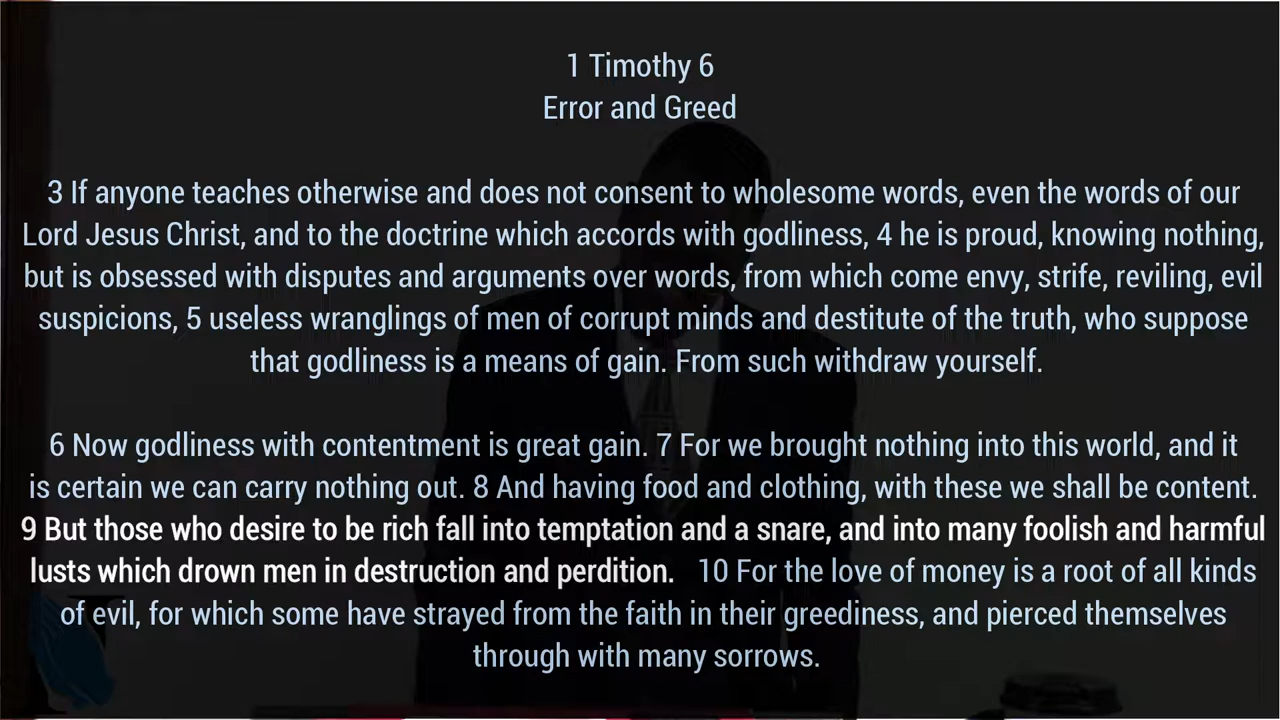 1 Timothy 6
Error and Greed
3 If anyone teaches otherwise and does not consent to wholesome words, even the words of our
Lord Jesus Christ, and to the doctrine which accords with godliness, 4 he is proud, knowing nothing,
but is obsessed with disputes and arguments over words, from which come envy, strife, reviling, evil
suspicions, 5 useless wranglings of men of corrupt minds and destitute of the truth, who suppose
that godliness is a means of gain. From such withdraw yourself.
6 Now godliness with contentment is great gain. 7 For we brought nothing into this world, and it
is certain we can carry nothing out. 8 And having food and clothing, with these we shall be content.
9 But those who desire to be rich fall into temptation and a snare, and into many foolish and harmful
lusts which drown men in destruction and perdition. 10 For the love of money is a root of all kinds
of evil, for which some have strayed from the faith in their greediness, and pierced themselves
through with many sorrows.